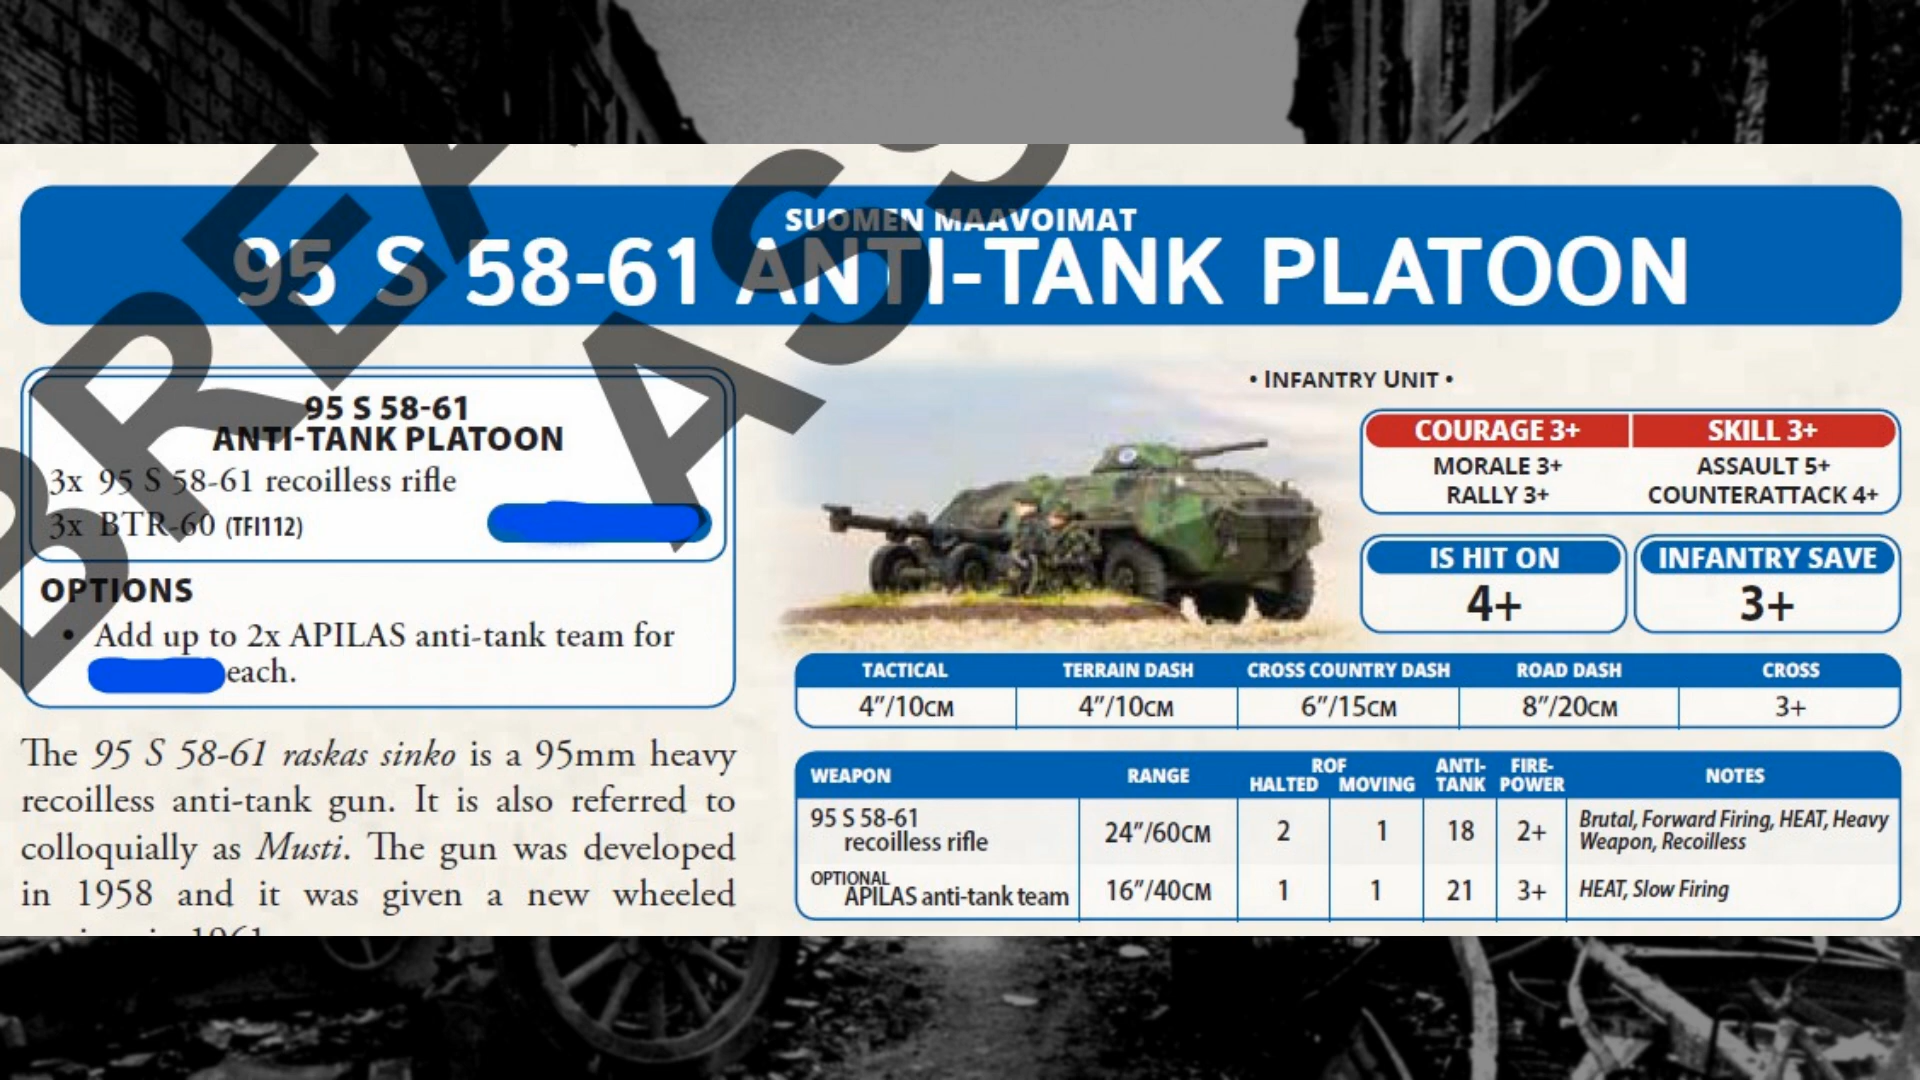 SUOMEN MAAVOIMAT
95 S 58-61 ANTI-TANK PLATOON
95 S 58-61
ANTI-TANK PLATOON
3x 95 S 58-61 recoilless rifle
3x BTR-60 (TFI112)
OPTIONS
• Add up to 2x APILAS anti-tank team for
each.
The 95 S 58-61 raskas sinko is a 95mm heavy
recoilless anti-tank gun. It is also referred to
colloquially as Musti. The gun was developed
in 1958 and it was given a new wheeled
in 1961
• INFANTRY UNIT •
COURAGE 3+ SKILL 3+
MORALE 3+ ASSAULT 5+
RALLY 3+ COUNTERATTACK 4+
IS HIT ON INFANTRY SAVE
4+ 3+
TACTICAL TERRAIN DASH CROSS COUNTRY DASH ROAD DASH CROSS
4"/10CM 4"/10CM 6"/15CM 8"/20CM 3+
WEAPON RANGE ROF HALTED MOVING ANTI-TANK FIRE-POWER NOTES
95 S 58-61 recoilless rifle 24"/60CM 2 1 18 2+ Brutal, Forward Firing, HEAT, Heavy
Weapon, Recoilless
OPTIONAL
APILAS anti-tank team 16"/40CM 1 1 21 3+ HEAT, Slow Firing